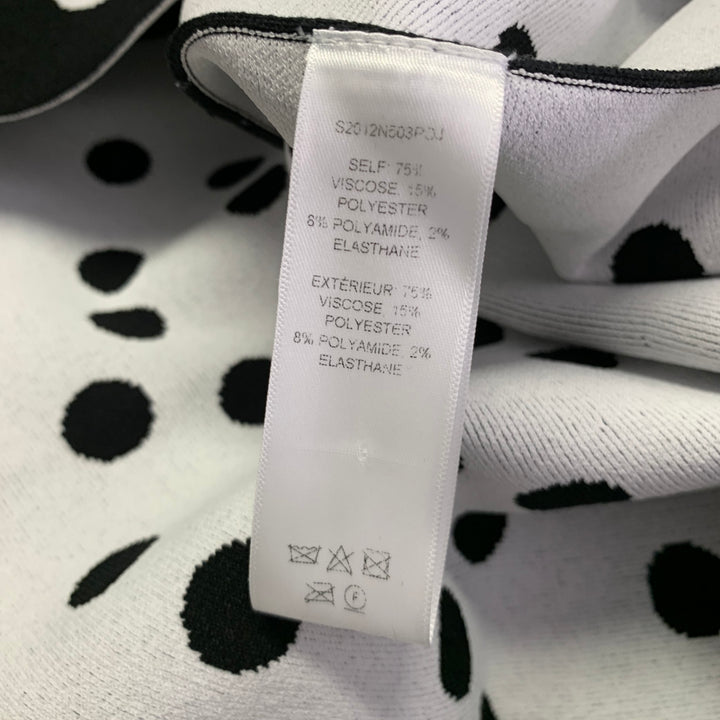 S2012N503PDJ
SELF: 75%
VISCOSE, 15%
POLYESTER
8% POLYAMIDE, 2%
ELASTHANE
EXTÉRIEUR: 75%
VISCOSE, 15%
POLYESTER
8% POLYAMIDE, 2%
ELASTHANE
F